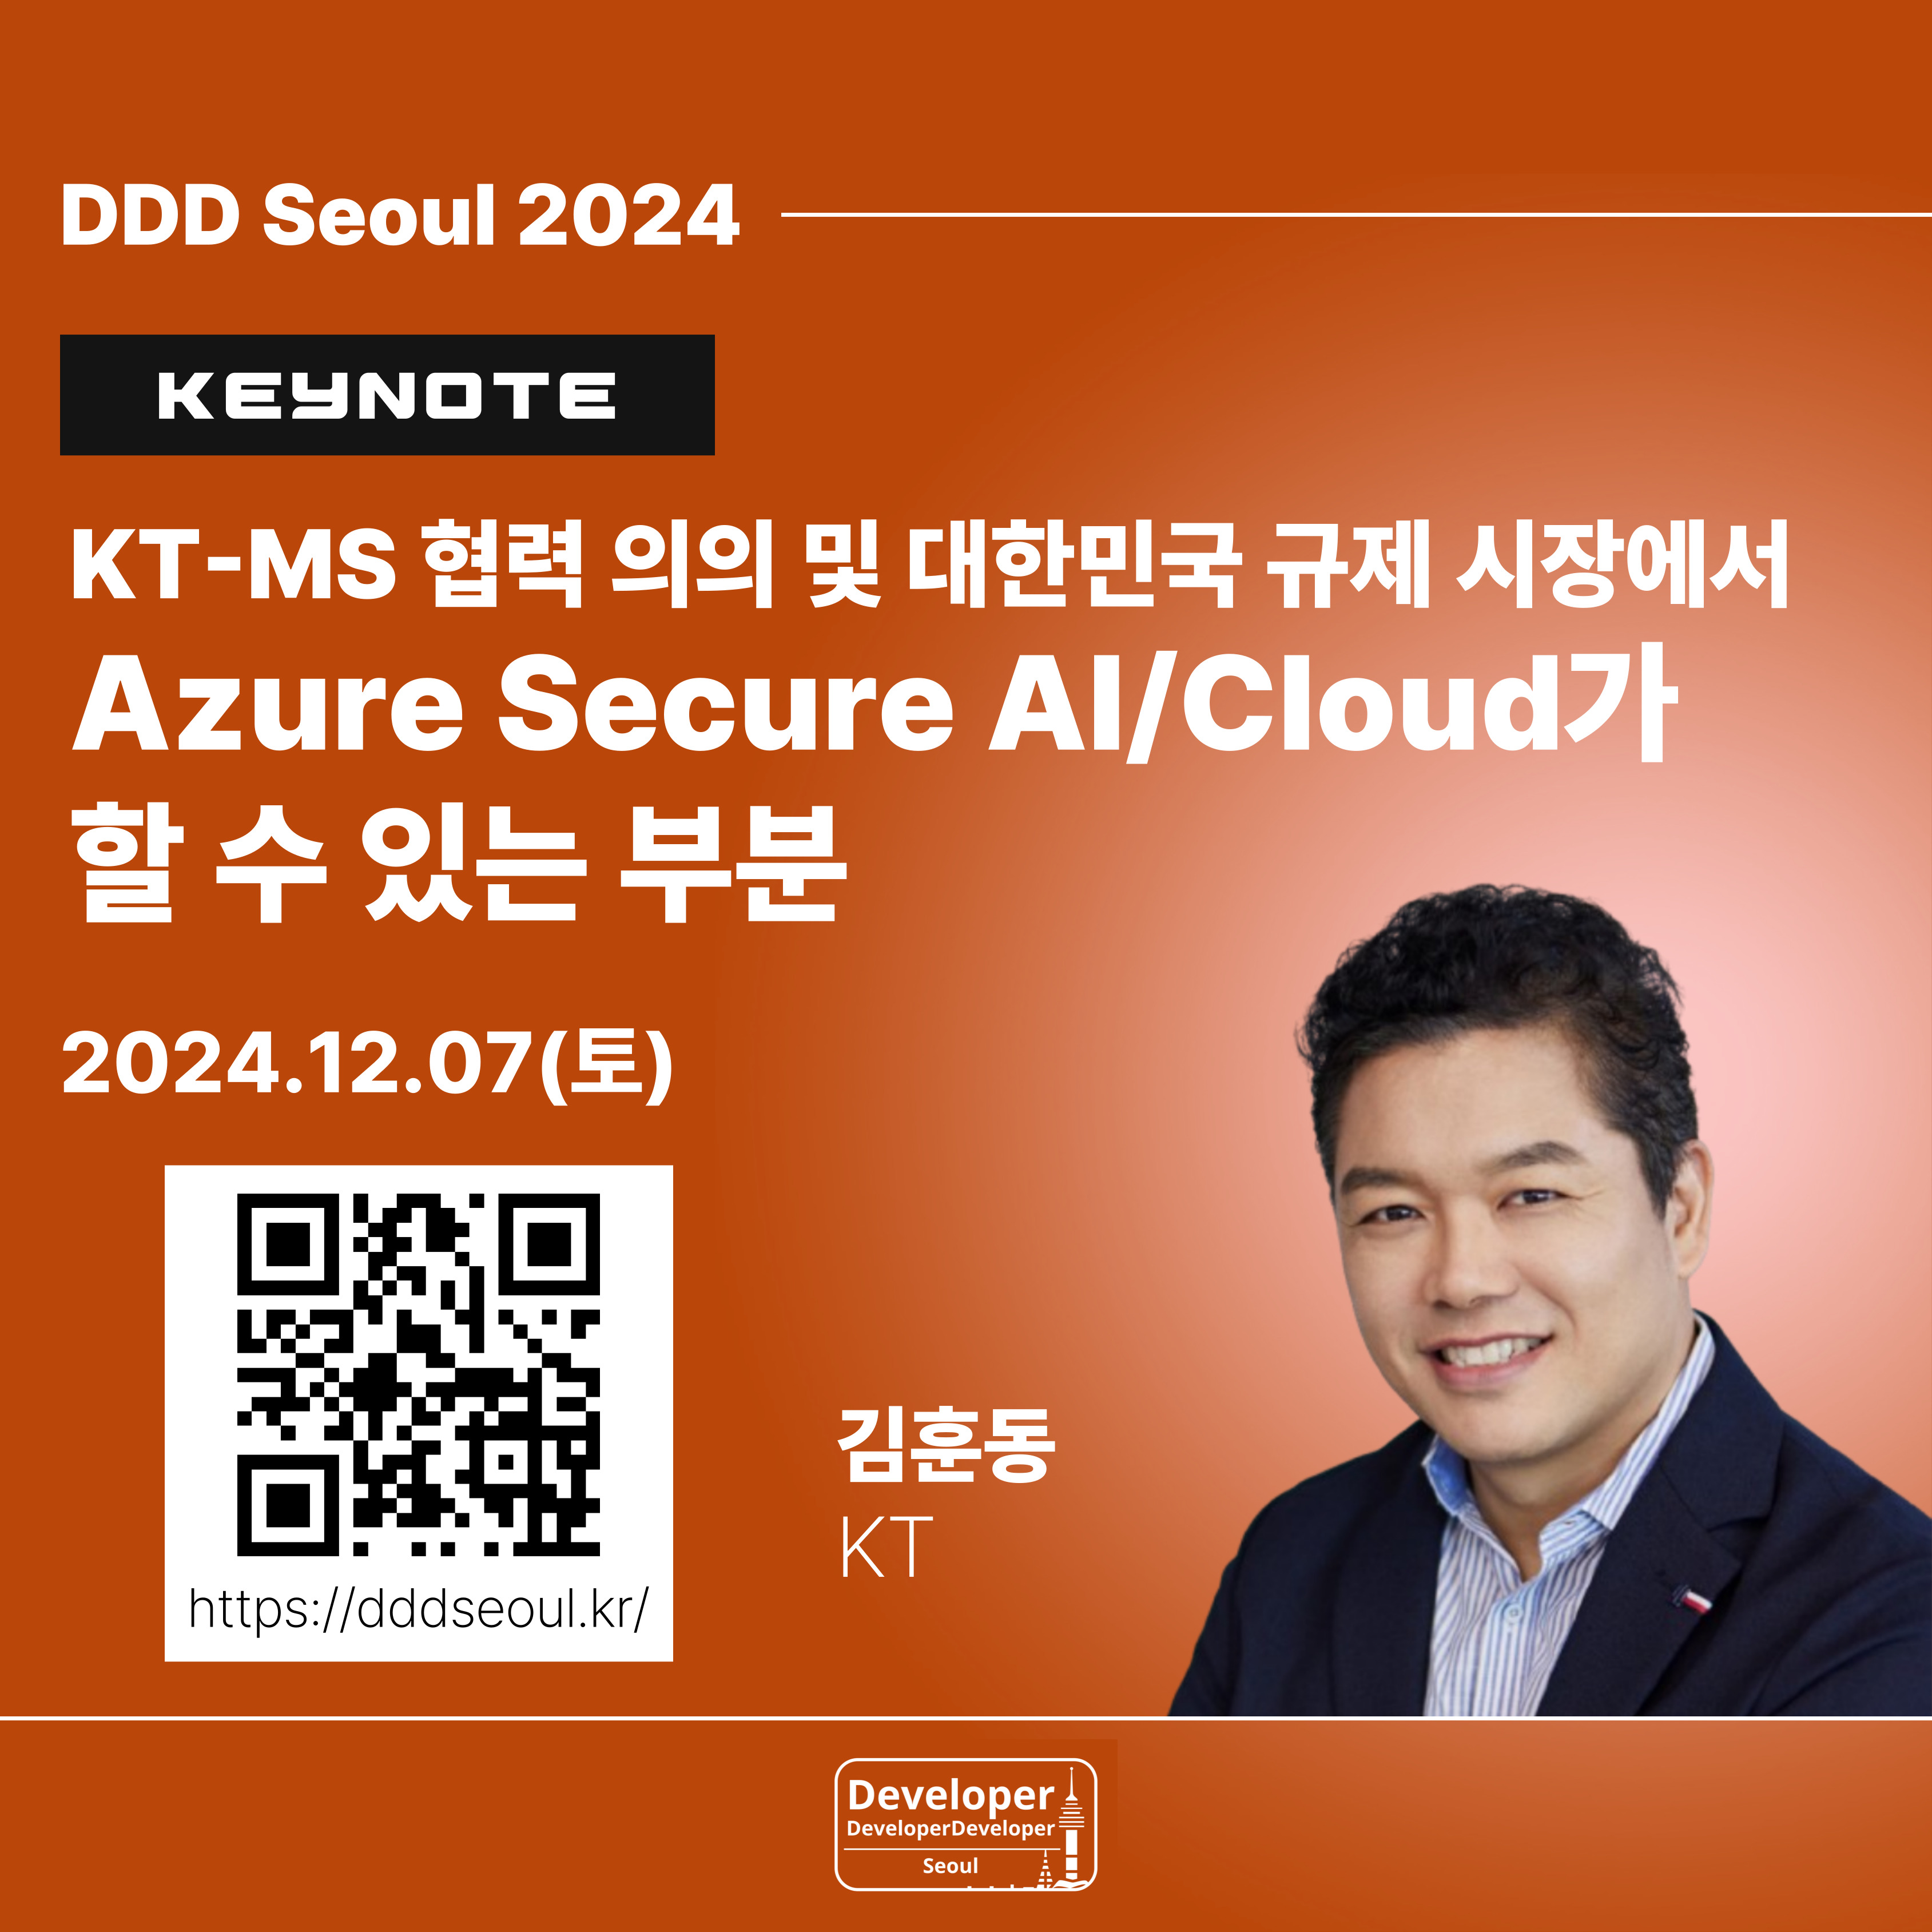 DDD Seoul 2024
KEYNOTE
KT-MS 협력 의의 및 대한민국 규제 시장에서
Azure Secure AI/Cloud가
할 수 있는 부분
2024.12.07(토)
https://dddseoul.kr/
김훈동
KT
Developer
DeveloperDeveloper
Seoul